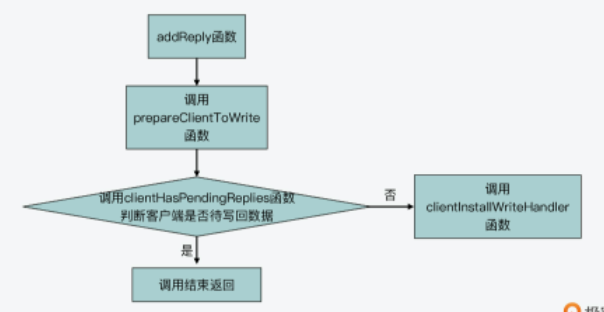 addReply函数
调用
prepareClientToWrite
函数
调用clientHasPendingReplies函数
判断客户端是否待写回数据
否
调用
clientInstallWriteHandler
函数
是
调用结束返回